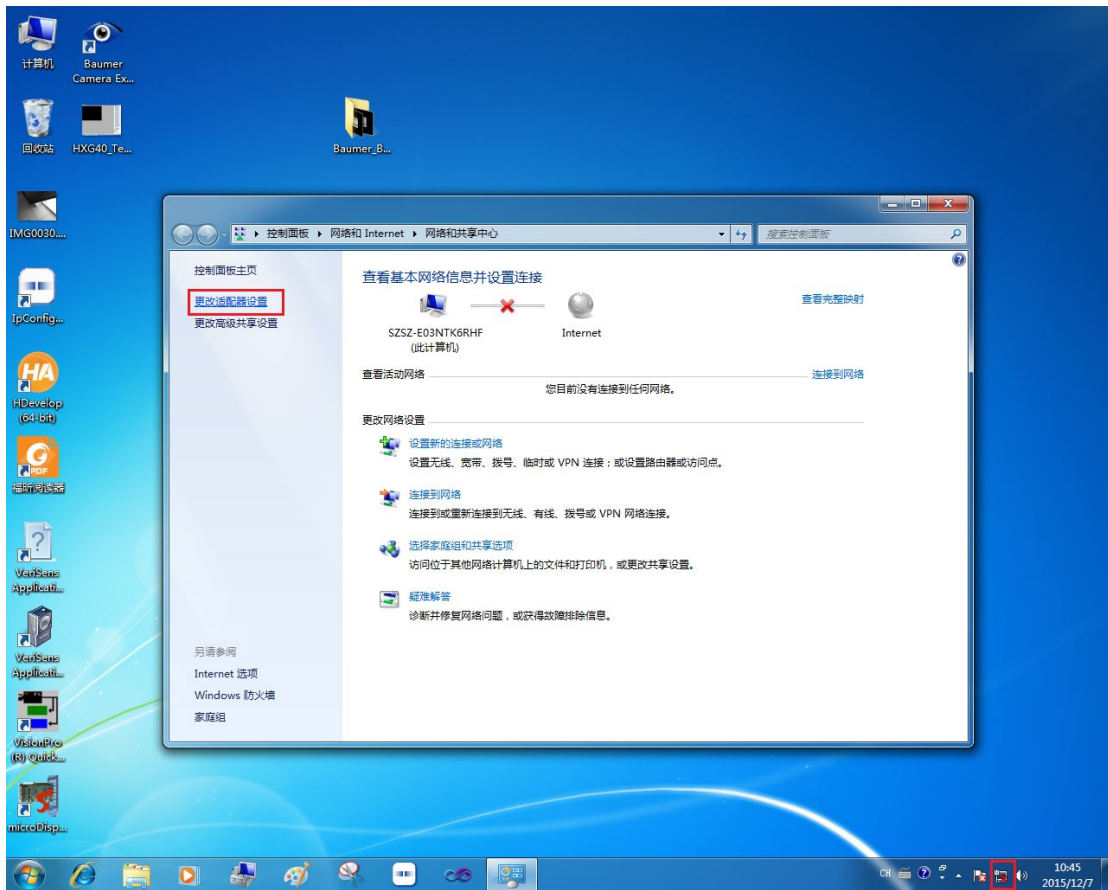 计算机
Baumer
Camera Ex...
回收站
HXG40_Te...
Baumer_B...
IMG0030....
IpConfig...
HDevelop
(64-bit)
福昕阅读器
VeriSens
Applicati...
VeriSens
Applicati...
VisionPro
(R) Quick...
microDisp...
控制面板 ▸ 网络和 Internet ▸ 网络和共享中心
搜索控制面板
控制面板主页
更改适配器设置
更改高级共享设置
查看基本网络信息并设置连接
查看完整映射
SZSZ-E03NTK6RHF
(此计算机)
Internet
查看活动网络
连接到网络
您目前没有连接到任何网络。
更改网络设置
设置新的连接或网络
设置无线、宽带、拨号、临时或 VPN 连接；或设置路由器或访问点。
连接到网络
连接到或重新连接到无线、有线、拨号或 VPN 网络连接。
选择家庭组和共享选项
访问位于其他网络计算机上的文件和打印机，或更改共享设置。
疑难解答
诊断并修复网络问题，或获得故障排除信息。
另请参阅
Internet 选项
Windows 防火墙
家庭组
HA
PDF
CH
10:45
2015/12/7